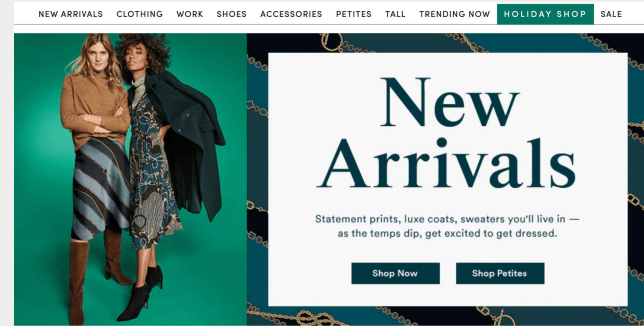 NEW ARRIVALS CLOTHING WORK SHOES ACCESSORIES PETITES TALL TRENDING NOW HOLIDAY SHOP SALE
New
Arrivals
Statement prints, luxe coats, sweaters you'll live in —
as the temps dip, get excited to get dressed.
Shop Now Shop Petites